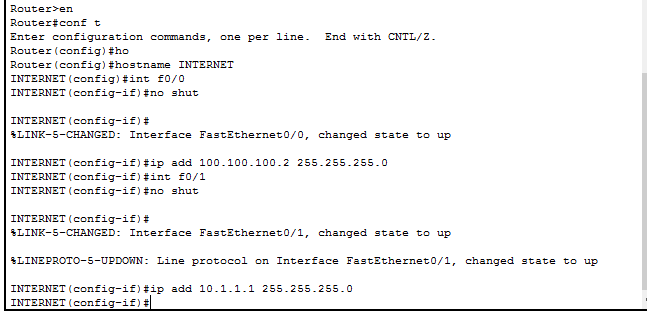 Router>en
Router#conf t
Enter configuration commands, one per line.  End with CNTL/Z.
Router(config)#ho
Router(config)#hostname INTERNET
INTERNET(config)#int f0/0
INTERNET(config-if)#no shut
INTERNET(config-if)#
%LINK-5-CHANGED: Interface FastEthernet0/0, changed state to up
INTERNET(config-if)#ip add 100.100.100.2 255.255.255.0
INTERNET(config-if)#int f0/1
INTERNET(config-if)#no shut
INTERNET(config-if)#
%LINK-5-CHANGED: Interface FastEthernet0/1, changed state to up
%LINEPROTO-5-UPDOWN: Line protocol on Interface FastEthernet0/1, changed state to up
INTERNET(config-if)#ip add 10.1.1.1 255.255.255.0
INTERNET(config-if)#